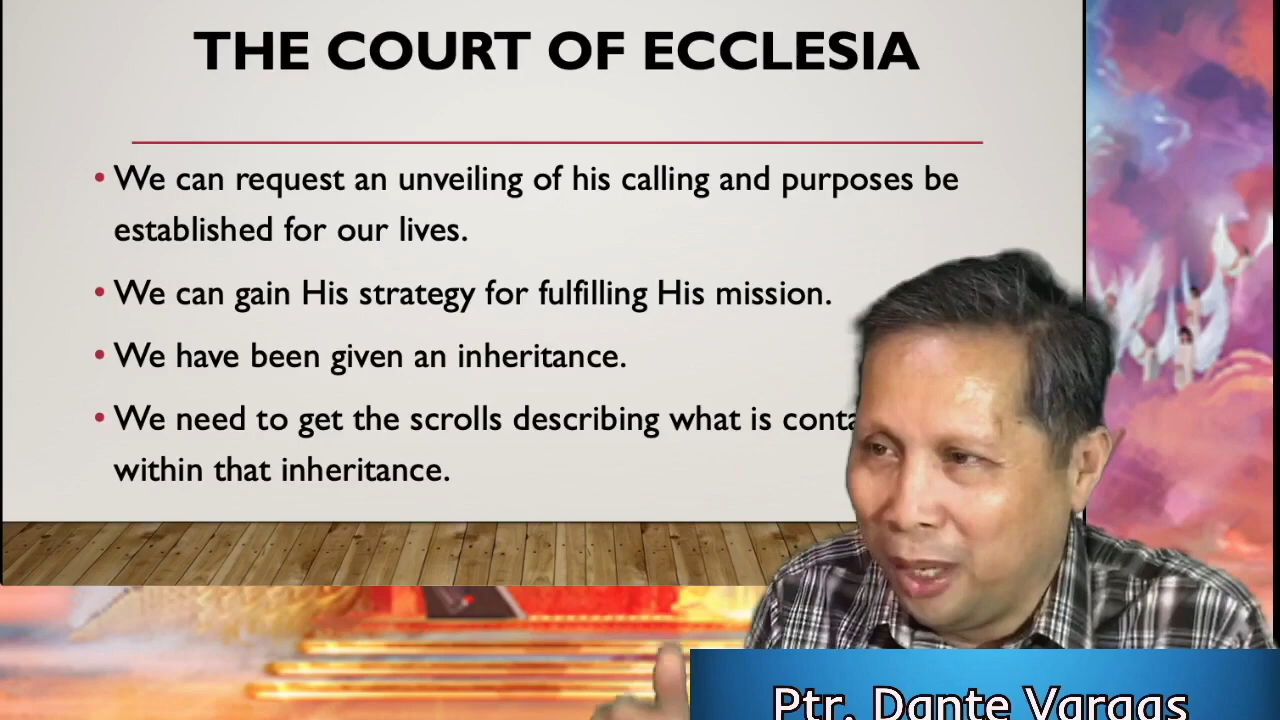 THE COURT OF ECCLESIA
• We can request an unveiling of his calling and purposes be
established for our lives.
• We can gain His strategy for fulfilling His mission.
• We have been given an inheritance.
• We need to get the scrolls describing what is
within that inheritance.
Ptr. Dante Vargas